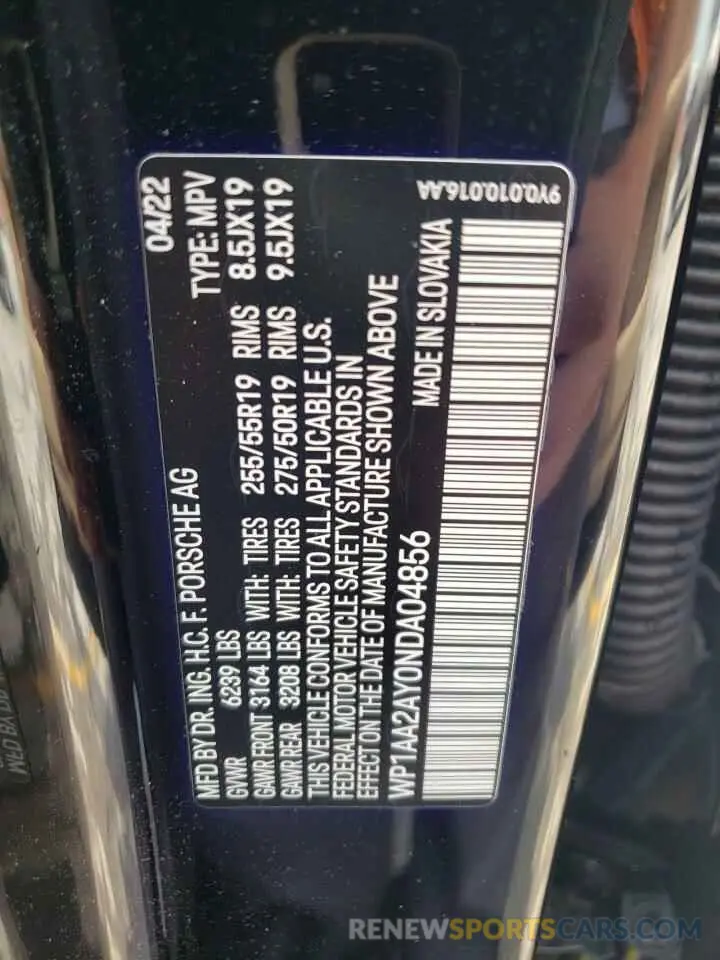 MFD BY DR. ING. H.C. F. PORSCHE AG 04/22
GVWR 6239 LBS TYPE: MPV
GAWR FRONT 3164 LBS WITH: TIRES 255/55R19 RIMS 8.5JX19
GAWR REAR 3208 LBS WITH: TIRES 275/50R19 RIMS 9.5JX19
THIS VEHICLE CONFORMS TO ALL APPLICABLE U.S.
FEDERAL MOTOR VEHICLE SAFETY STANDARDS IN
EFFECT ON THE DATE OF MANUFACTURE SHOWN ABOVE
WP1AA2AY0NDA04856 9Y0.010.016.AA
MADE IN SLOVAKIA
RENEWSPORTSCARS.COM